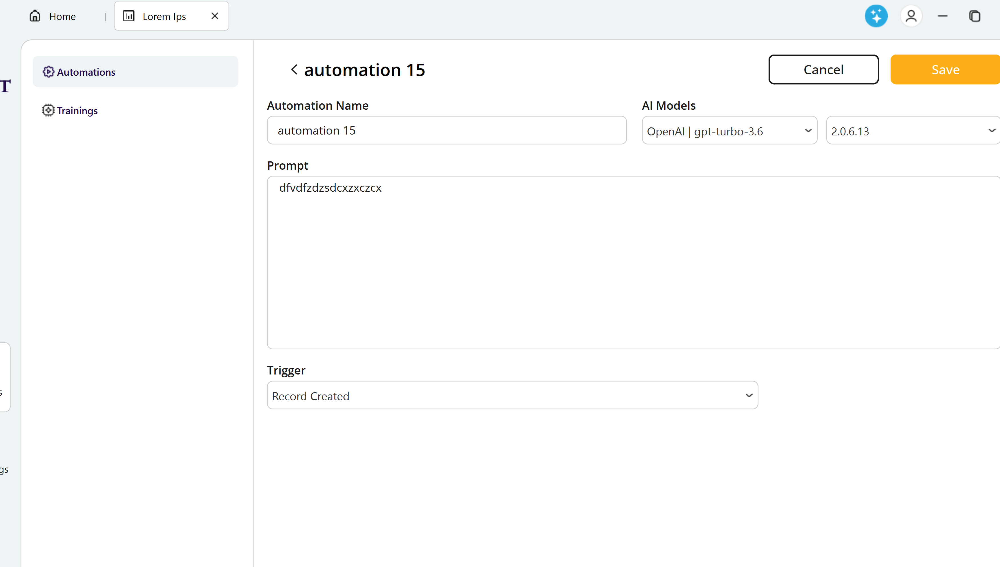 Home | Lorem Ips
T
Automations
Trainings
automation 15
Cancel
Save
Automation Name
AI Models
automation 15
OpenAI | gpt-turbo-3.6
2.0.6.13
Prompt
dfvdfzdzsdcxzxczcx
Trigger
Record Created
s
gs